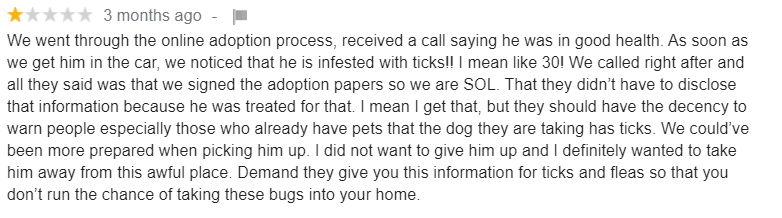 3 months ago -
We went through the online adoption process, received a call saying he was in good health. As soon as
we get him in the car, we noticed that he is infested with ticks!! I mean like 30! We called right after and
all they said was that we signed the adoption papers so we are SOL. That they didn't have to disclose
that information because he was treated for that. I mean I get that, but they should have the decency to
warn people especially those who already have pets that the dog they are taking has ticks. We could've
been more prepared when picking him up. I did not want to give him up and I definitely wanted to take
him away from this awful place. Demand they give you this information for ticks and fleas so that you
don't run the chance of taking these bugs into your home.